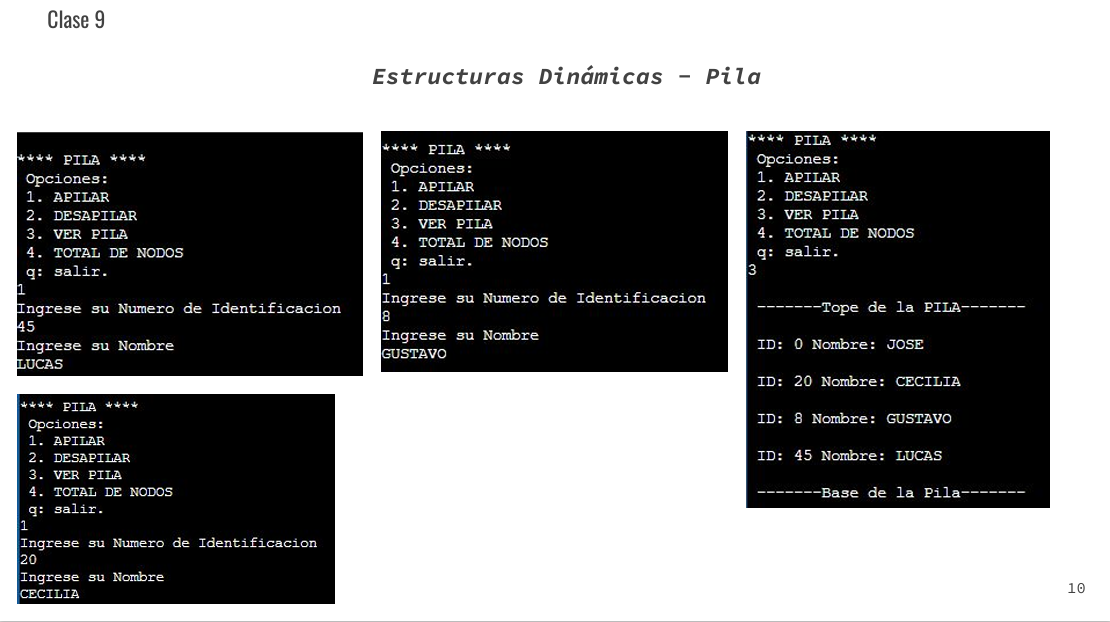 Clase 9
Estructuras Dinámicas - Pila
**** PILA ****
Opciones:
1. APILAR
2. DESAPILAR
3. VER PILA
4. TOTAL DE NODOS
q: salir.
1
Ingrese su Numero de Identificacion
45
Ingrese su Nombre
LUCAS
**** PILA ****
Opciones:
1. APILAR
2. DESAPILAR
3. VER PILA
4. TOTAL DE NODOS
q: salir.
1
Ingrese su Numero de Identificacion
8
Ingrese su Nombre
GUSTAVO
**** PILA ****
Opciones:
1. APILAR
2. DESAPILAR
3. VER PILA
4. TOTAL DE NODOS
q: salir.
3
-------Tope de la PILA-------
ID: 0 Nombre: JOSE
ID: 20 Nombre: CECILIA
ID: 8 Nombre: GUSTAVO
ID: 45 Nombre: LUCAS
-------Base de la Pila-------
**** PILA ****
Opciones:
1. APILAR
2. DESAPILAR
3. VER PILA
4. TOTAL DE NODOS
q: salir.
1
Ingrese su Numero de Identificacion
20
Ingrese su Nombre
CECILIA
10